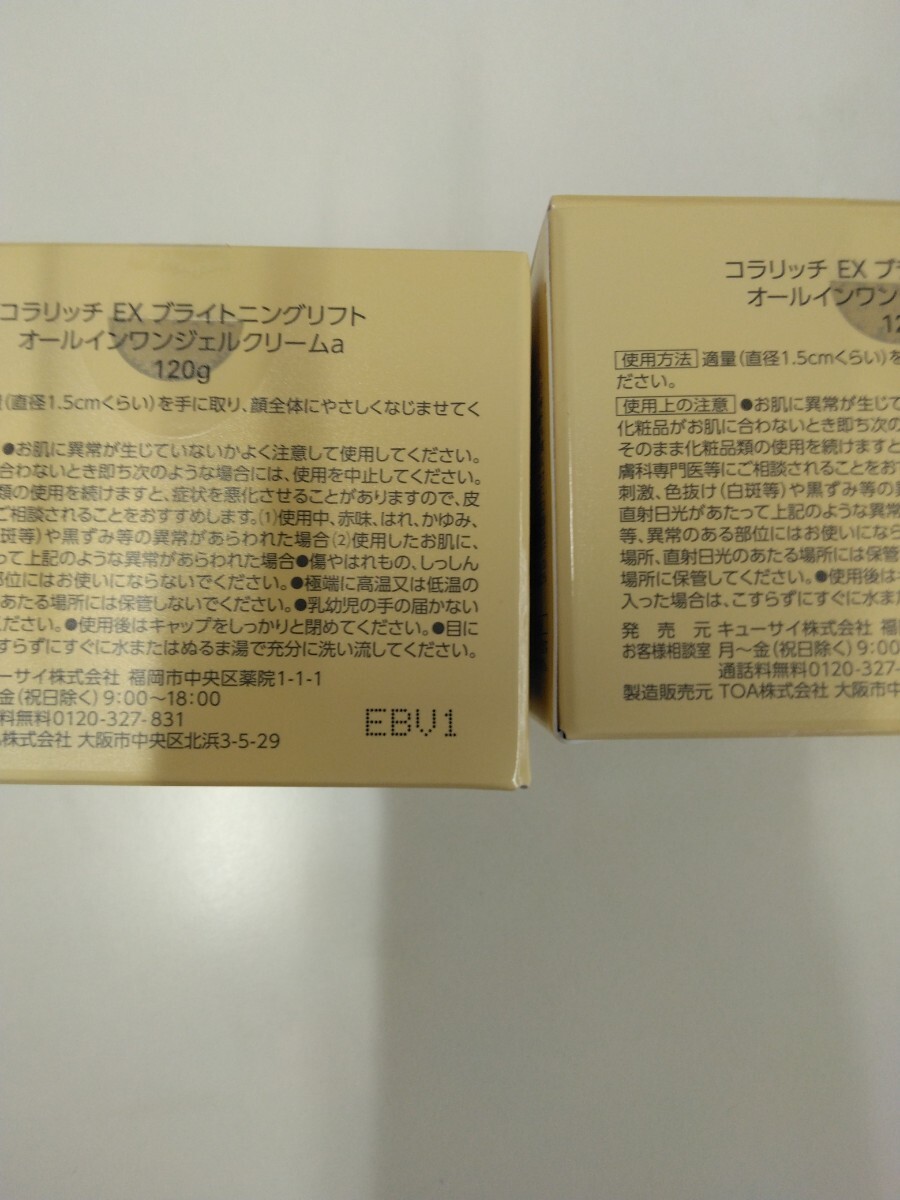 コラリッチ EX ブライトニングリフト
オールインワンジェルクリームa
120g
(直径1.5cmくらい)を手に取り、顔全体にやさしくなじませてく
●お肌に異常が生じていないかよく注意して使用してください。
合わないとき即ち次のような場合には、使用を中止してください。
類の使用を続けますと、症状を悪化させることがありますので、皮
ご相談されることをおすすめします。(1)使用中、赤味、はれ、かゆみ、
斑等)や黒ずみ等の異常があらわれた場合(2)使用したお肌に、
って上記のような異常があらわれた場合●傷やはれもの、しっしん
部位にはお使いにならないでください。●極端に高温又は低温の
あたる場所には保管しないでください。●乳幼児の手の届かない
ださい。●使用後はキャップをしっかりと閉めてください。●目に
すらずにすぐに水またはぬるま湯で充分に洗い流してください。
ューサイ株式会社 福岡市中央区薬院1-1-1
金(祝日除く)9:00〜18:00
料無料0120-327-831
株式会社 大阪市中央区北浜3-5-29
EBV1
コラリッチ EX ブラ
オールインワン
12
使用方法 適量(直径1.5cmくらい)を
ださい。
使用上の注意 ●お肌に異常が生じて
化粧品がお肌に合わないとき即ち次の
そのまま化粧品類の使用を続けますと
膚科専門医等にご相談されることをおす
刺激、色抜け(白斑等)や黒ずみ等の
直射日光があたって上記のような異常
等、異常のある部位にはお使いになら
場所、直射日光のあたる場所には保管
場所に保管してください。●使用後は
入った場合は、こすらずにすぐに水また
発売元 キューサイ株式会社 福
お客様相談室 月〜金(祝日除く)9:00
通話料無料0120-327-
製造販売元 TOA株式会社 大阪市中